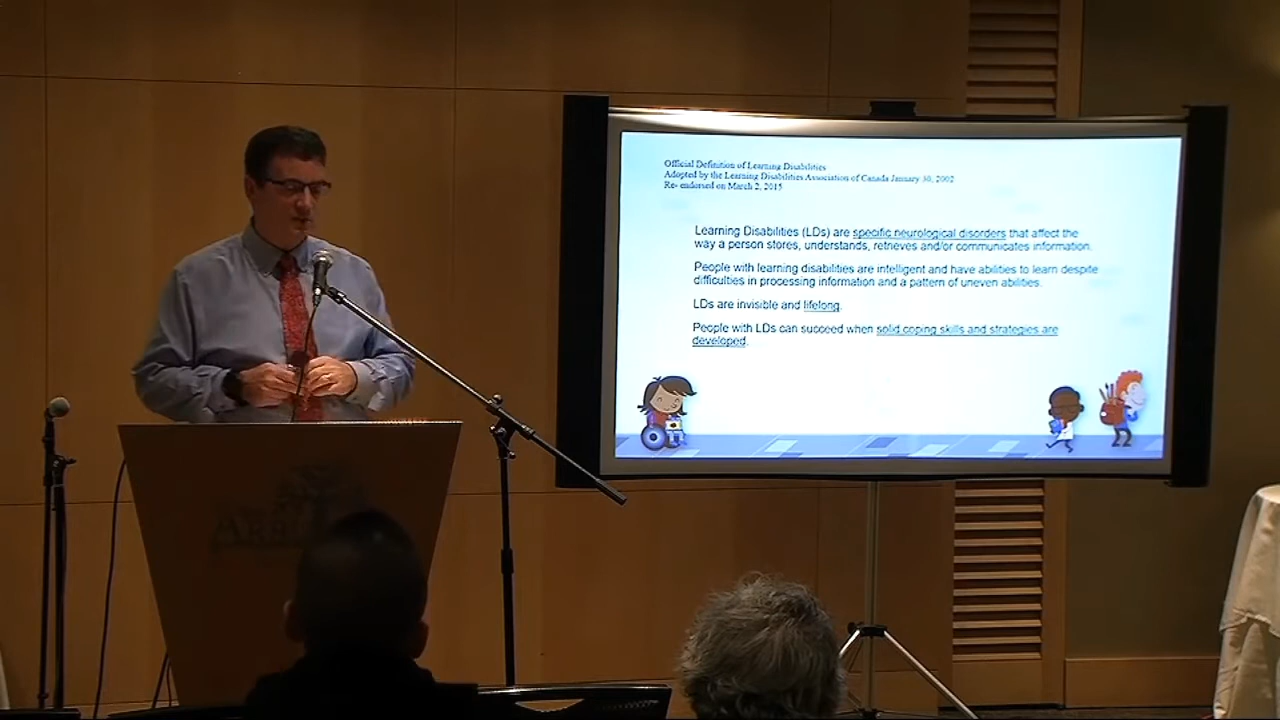 Official Definition of Learning Disabilities
Adopted by the Learning Disabilities Association of Canada January 30, 2002
Re- endorsed on March 2, 2015
Learning Disabilities (LDs) are specific neurological disorders that affect the
way a person stores, understands, retrieves and/or communicates information.
People with learning disabilities are intelligent and have abilities to learn despite
difficulties in processing information and a pattern of uneven abilities.
LDs are invisible and lifelong.
People with LDs can succeed when solid coping skills and strategies are
developed.